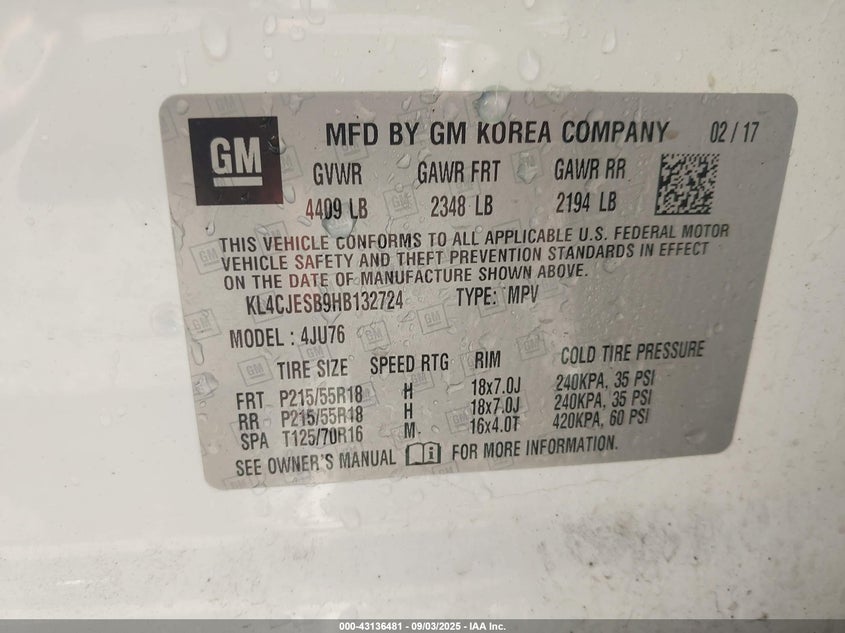 GM
MFD BY GM KOREA COMPANY 02/17
GVWR GAWR FRT GAWR RR
4409 LB 2348 LB 2194 LB
THIS VEHICLE CONFORMS TO ALL APPLICABLE U.S. FEDERAL MOTOR
VEHICLE SAFETY AND THEFT PREVENTION STANDARDS IN EFFECT
ON THE DATE OF MANUFACTURE SHOWN ABOVE.
KL4CJESB9HB132724 TYPE: MPV
MODEL : 4JU76
TIRE SIZE SPEED RTG RIM COLD TIRE PRESSURE
FRT P215/55R18 H 18x7.0J 240KPA, 35 PSI
RR P215/55R18 H 18x7.0J 240KPA, 35 PSI
SPA T125/70R16 M 16x4.0T 420KPA, 60 PSI
SEE OWNER'S MANUAL i FOR MORE INFORMATION.
000-43136481 - 09/03/2025 - IAA Inc.